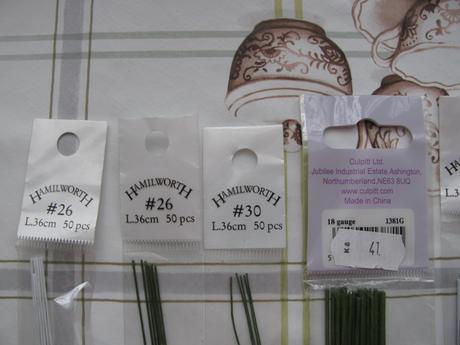 HAMILWORTH
#26
L.36cm 50 pcs
HAMILWORTH
#26
L.36cm 50 pcs
HAMILWORTH
#30
L.36cm 50 pcs
Culpitt Ltd.
Jubilee Industrial Estate.Ashington,
Northumberland,NE63 8UQ
www.culpitt.com
Made in China
18 gauge 1381G
41,
5